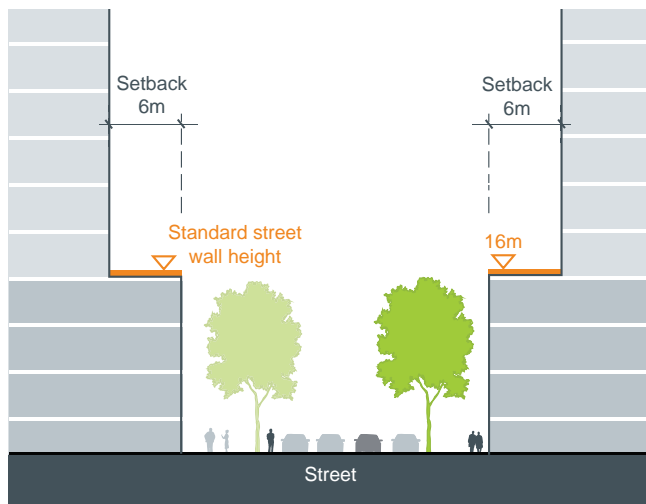 Setback
6m
Setback
6m
Standard street
wall height
16m
Street